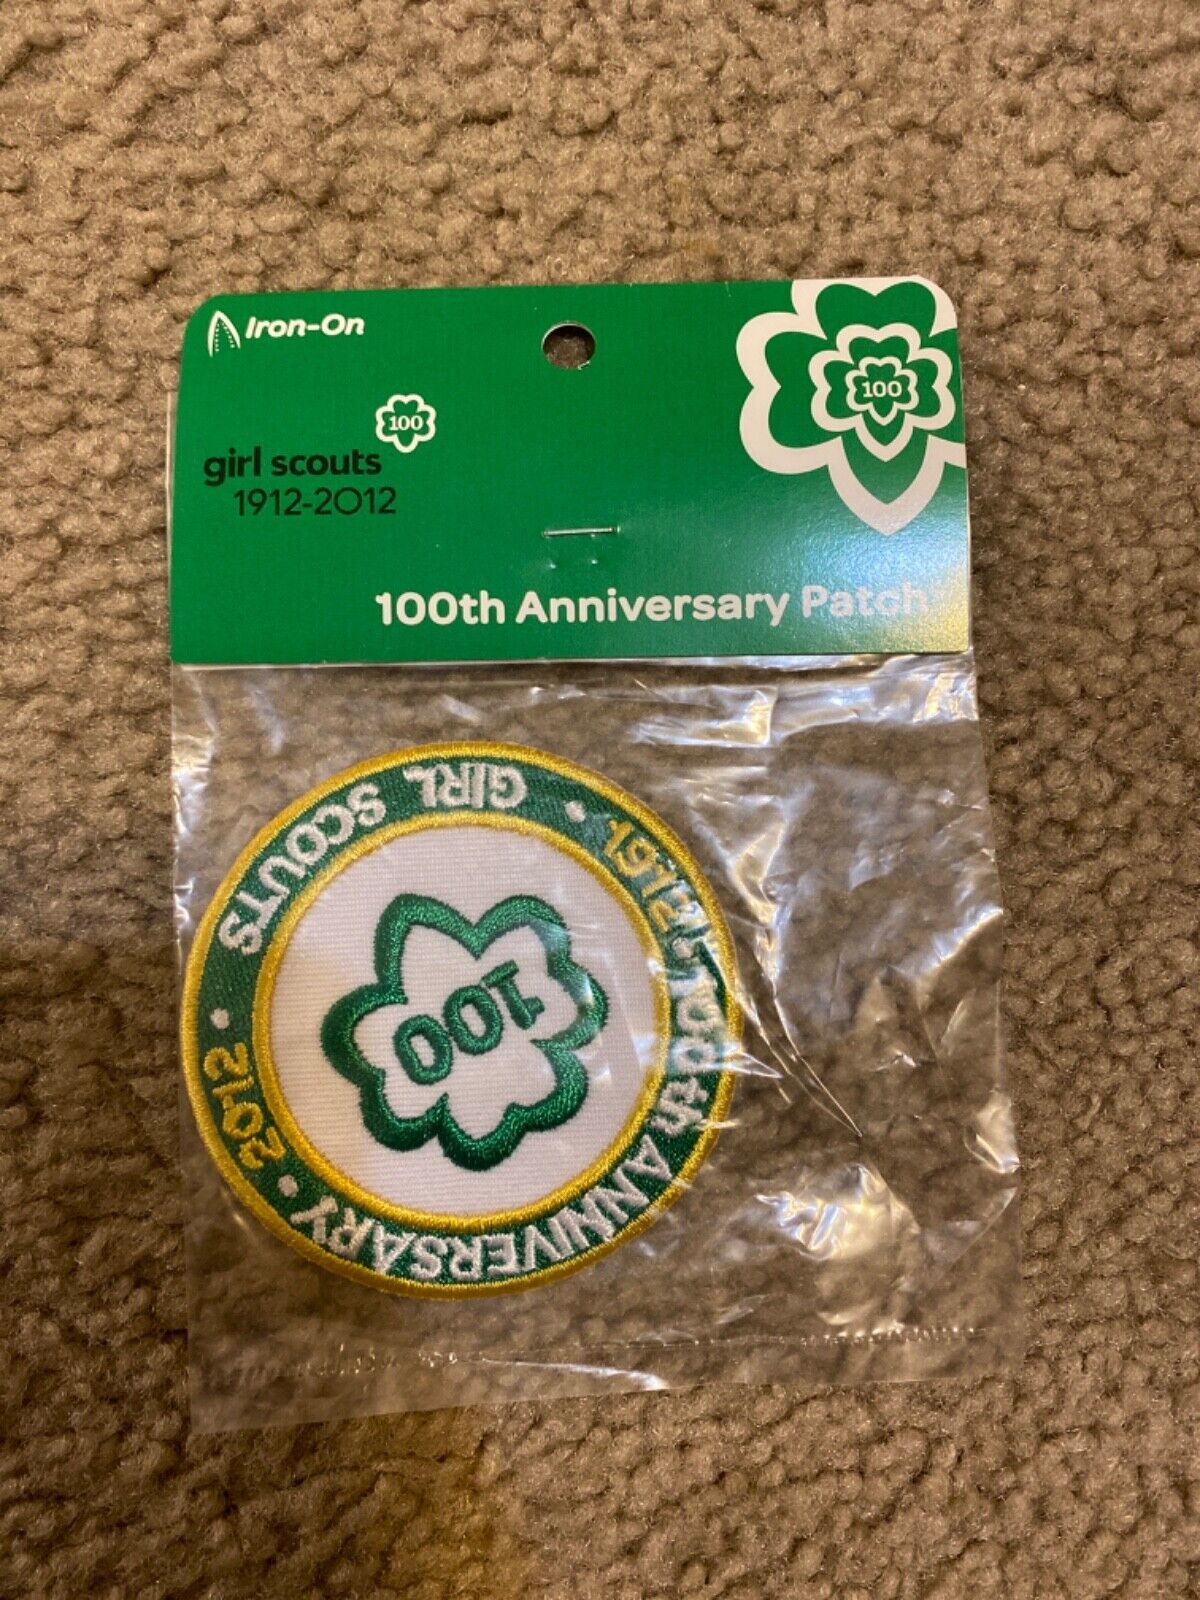 Iron-On
100
girl scouts
1912-2012
100
100th Anniversary Patch
GIRL SCOUTS
1912 • 100th ANNIVERSARY • 2012
100